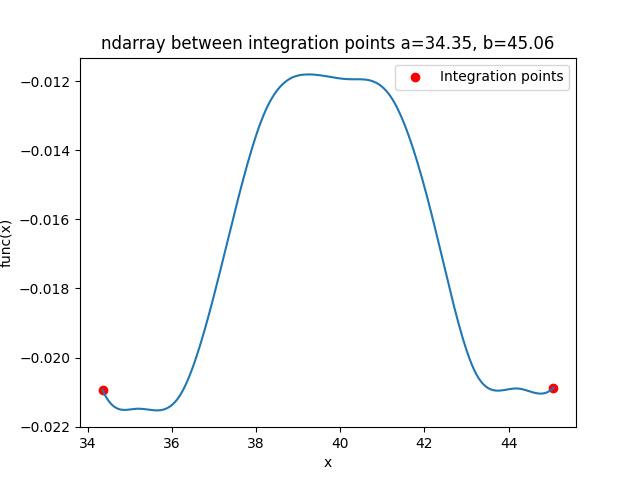 ndarray between integration points a=34.35, b=45.06
Integration points
−0.012
−0.014
−0.016
−0.018
−0.020
−0.022
func(x)
34 36 38 40 42 44
x